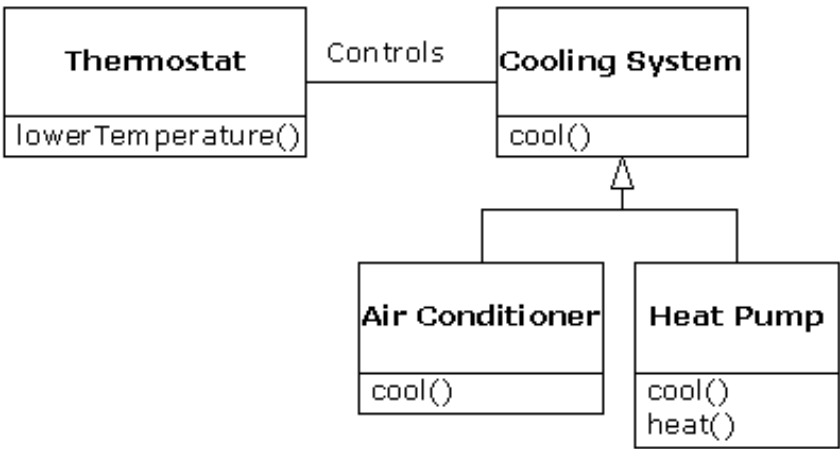 Thermostat
lowerTemperature()
Controls
Cooling System
cool()
Air Conditioner
cool()
Heat Pump
cool()
heat()